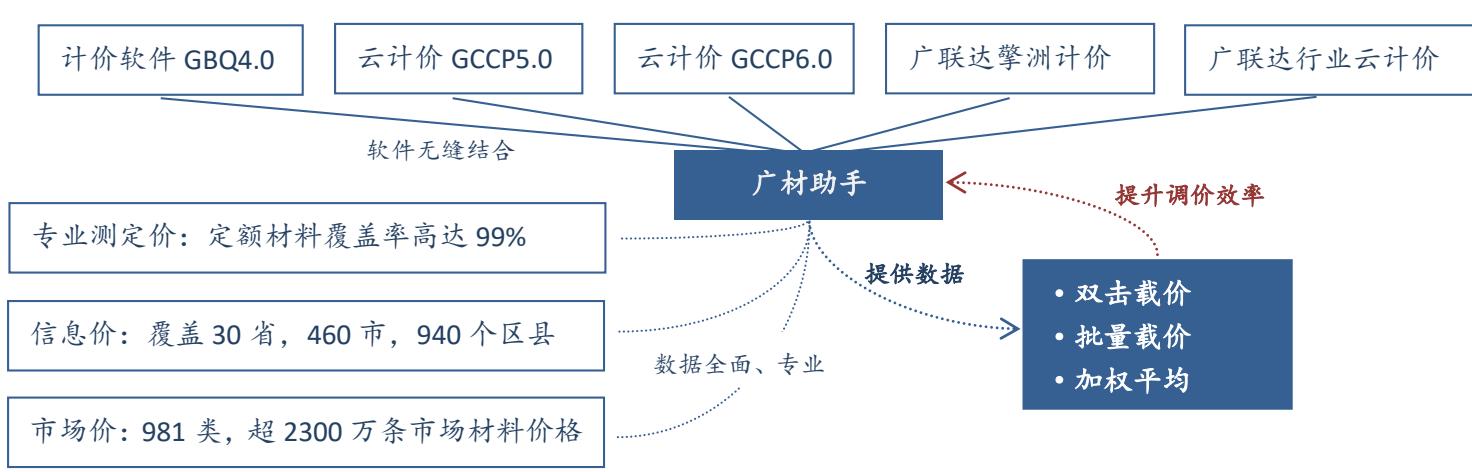 计价软件 GBQ4.0
云计价 GCCP5.0
云计价 GCCP6.0
广联达擎洲计价
广联达行业云计价
软件无缝结合
广材助手
提升调价效率
专业测定价：定额材料覆盖率高达 99%
提供数据
• 双击载价
• 批量载价
• 加权平均
信息价：覆盖 30 省，460 市，940 个区县
数据全面、专业
市场价：981 类，超 2300 万条市场材料价格